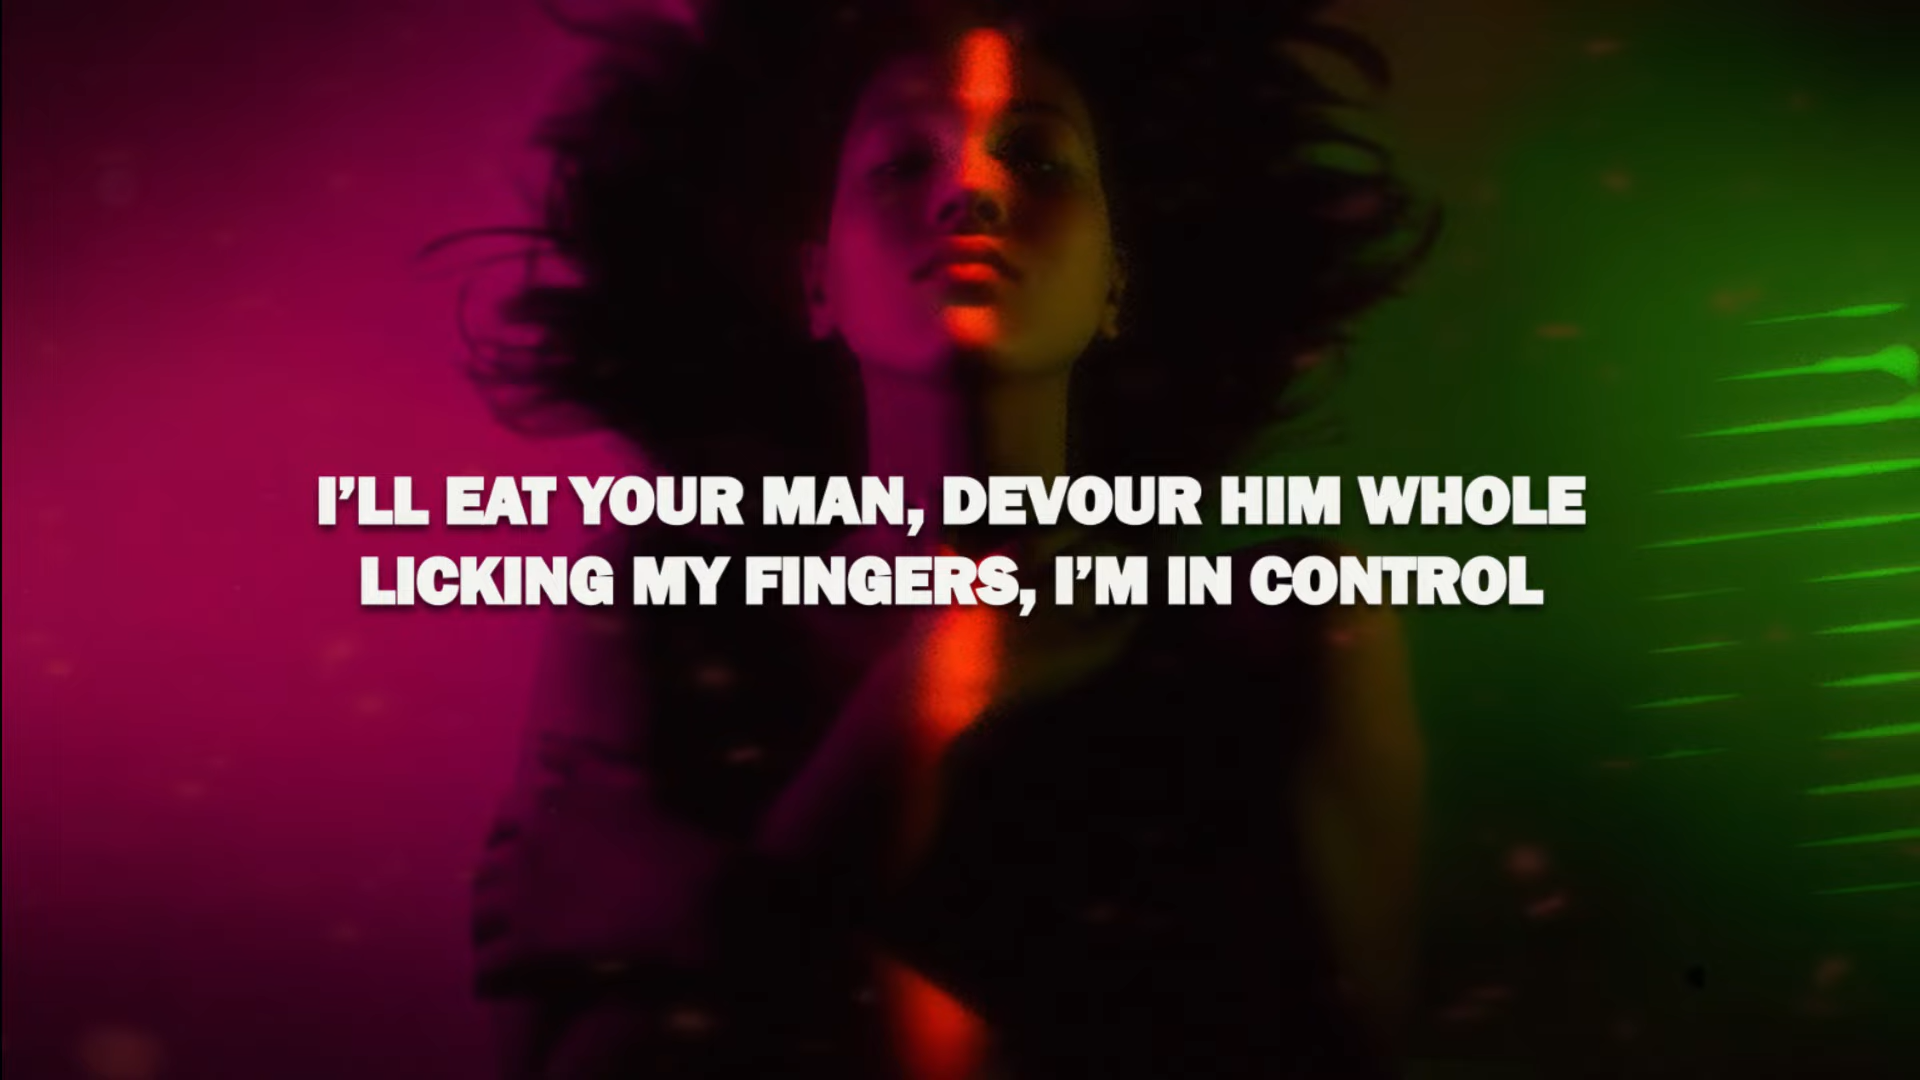 I’LL EAT YOUR MAN, DEVOUR HIM WHOLE
LICKING MY FINGERS, I’M IN CONTROL